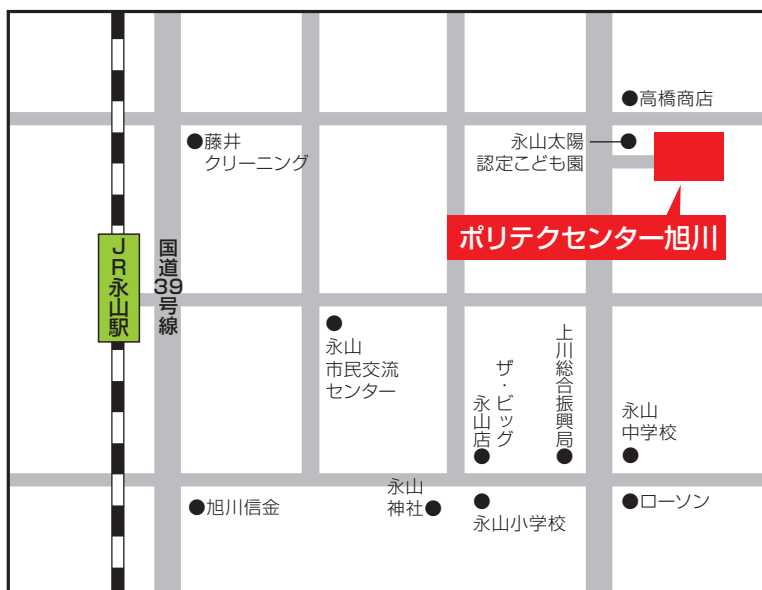 高橋商店
藤井
クリーニング
永山太陽
認定こども園
ポリテクセンター旭川
JR永山駅
国道39号線
永山
市民交流
センター
ザ・ビッグ
永山店
上川総合振興局
永山
中学校
旭川信金
永山
神社
永山小学校
ローソン